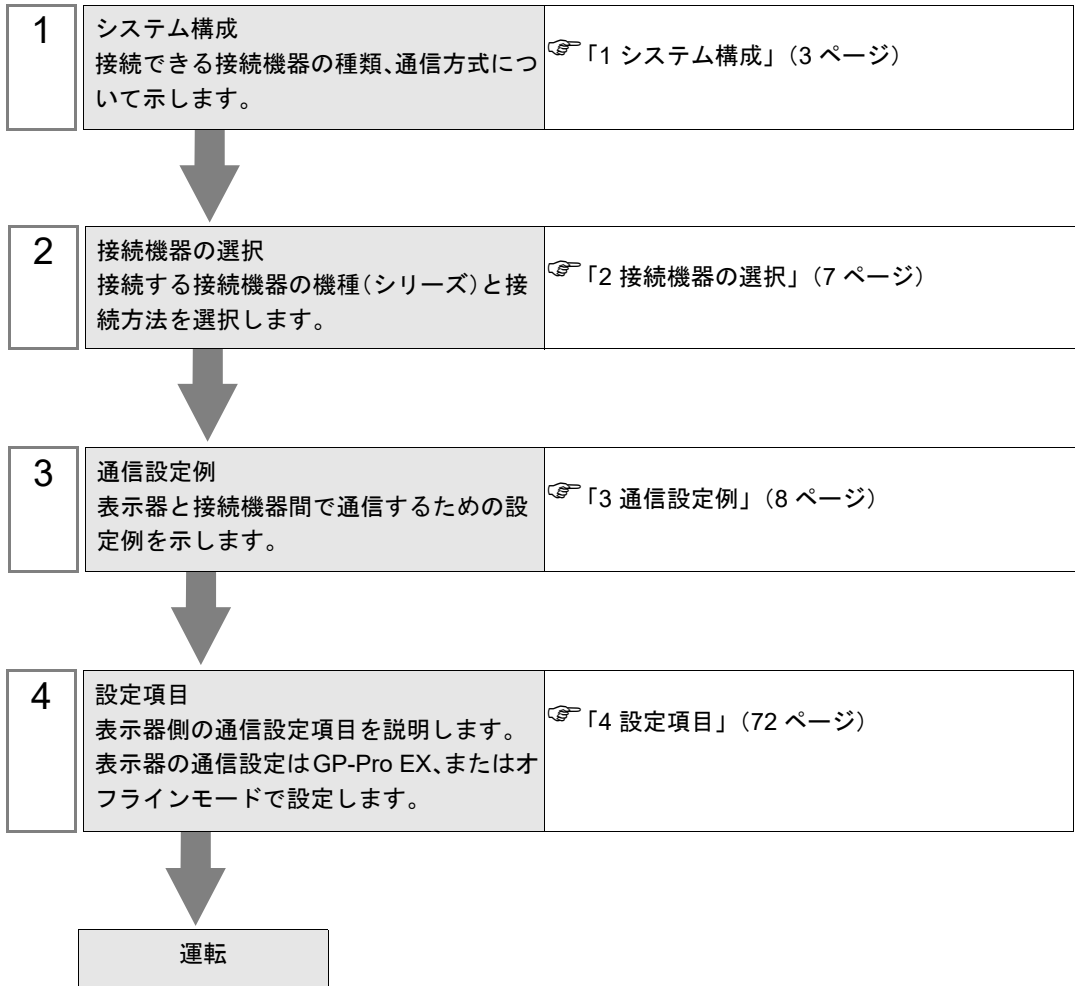 1
システム構成
接続できる接続機器の種類、通信方式につ
いて示します。
☞「1 システム構成」(3 ページ)
2
接続機器の選択
接続する接続機器の機種(シリーズ)と接
続方法を選択します。
☞「2 接続機器の選択」(7 ページ)
3
通信設定例
表示器と接続機器間で通信するための設
定例を示します。
☞「3 通信設定例」(8 ページ)
4
設定項目
表示器側の通信設定項目を説明します。
表示器の通信設定はGP-Pro EX、またはオ
フラインモードで設定します。
☞「4 設定項目」(72 ページ)
運転